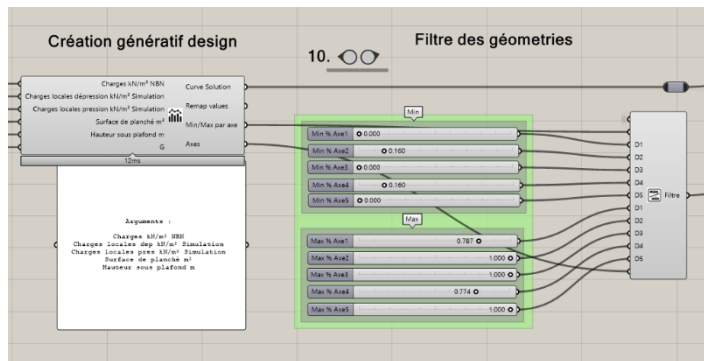 Création génératif design
Filtre des géometries
10.
Charges kN/m² NBN
Charges locales dépression kN/m² Simulation
Charges locales pression kN/m² Simulation
Surface de planché m²
Hauteur sous plafond m
G
Curve Solution
Remap values
Min/Max par axe
Axes
12ms
Arguments :
Charges kN/m² NBN
Charges locales dep kN/m² Simulation
Charges locales pres kN/m² Simulation
Surface de planché m²
Hauteur sous plafond m
Min
Min % Axe1 0.000
Min % Axe2 0.160
Min % Axe3 0.000
Min % Axe4 0.160
Min % Axe5 0.000
Max
Max % Axe1 0.787
Max % Axe2 1.000
Max % Axe3 1.000
Max % Axe4 0.774
Max % Axe5 1.000
D1
D2
D3
D4
D5
D1
D2
D3
D4
D5
Filtre